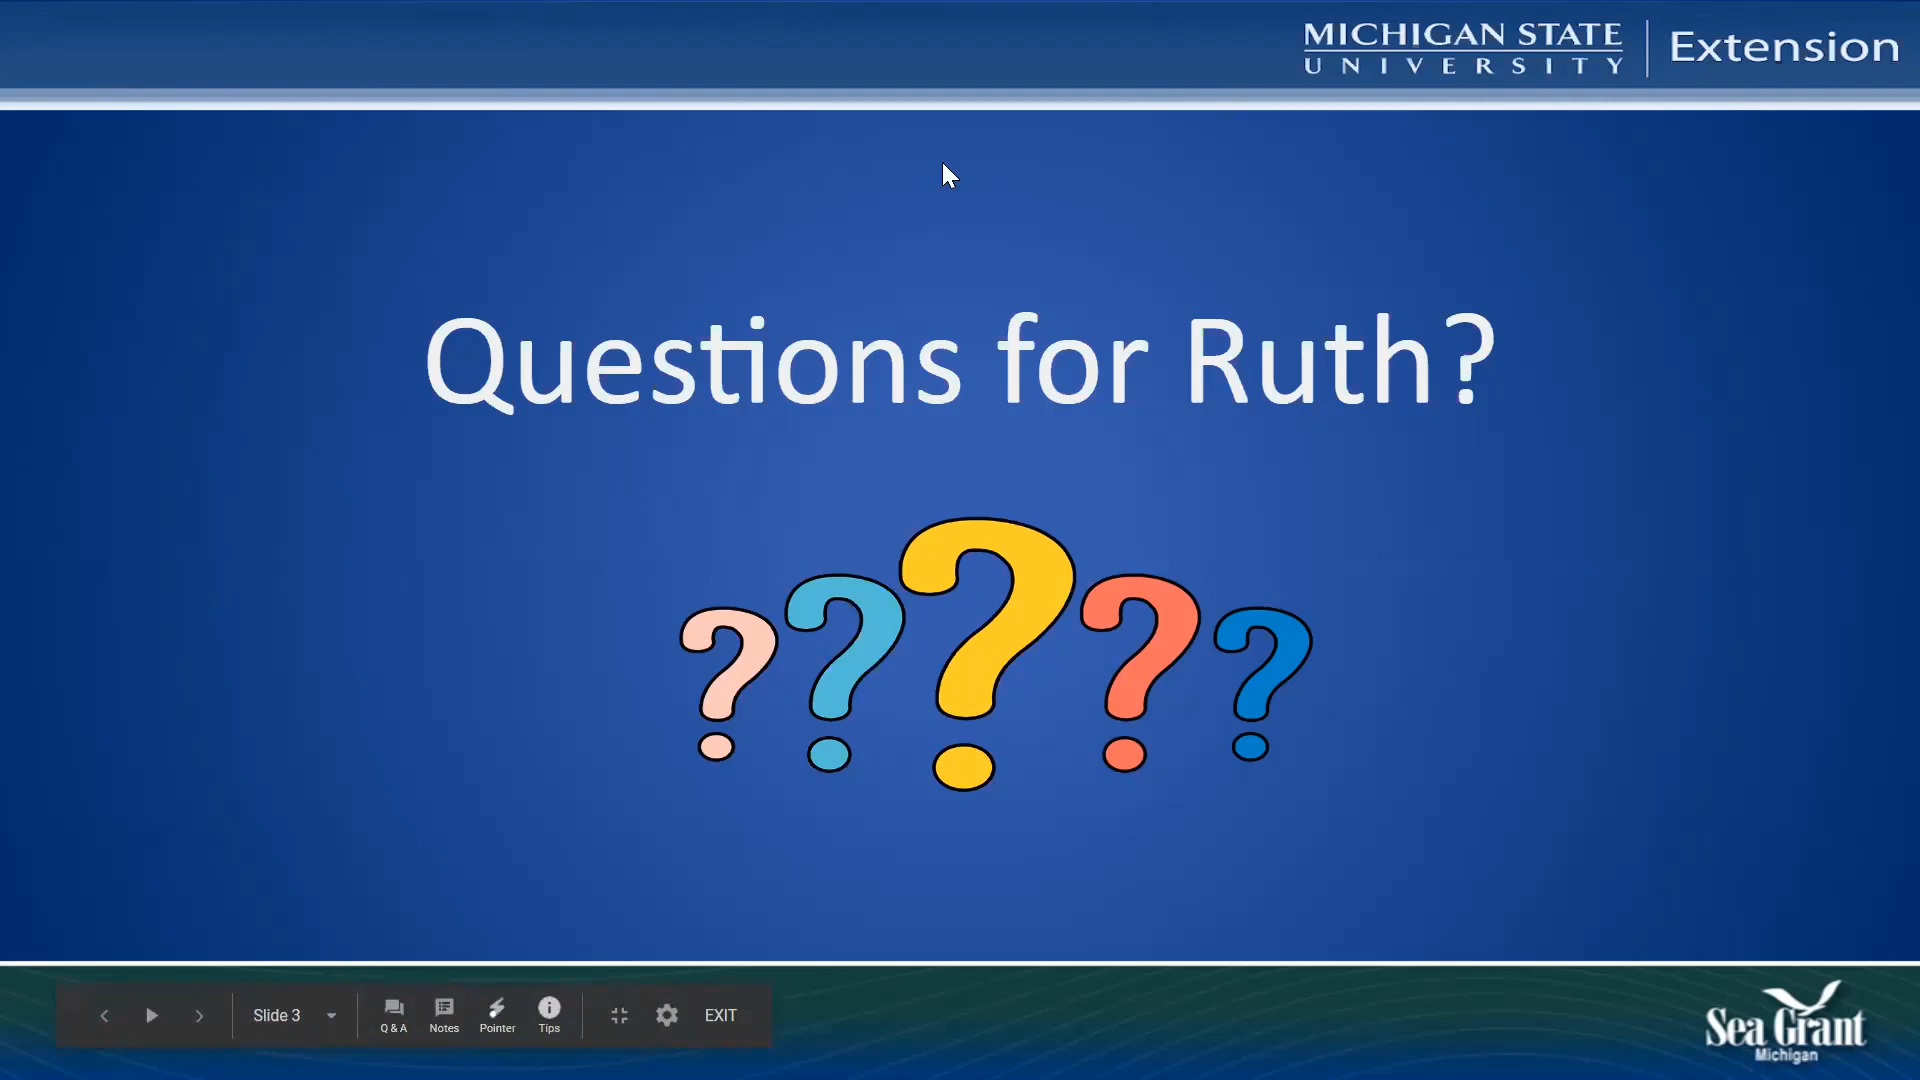 MICHIGAN STATE
UNIVERSITY
Extension
Questions for Ruth?
?????
Slide 3
Q & A
Notes
Pointer
Tips
EXIT
Sea Grant
Michigan